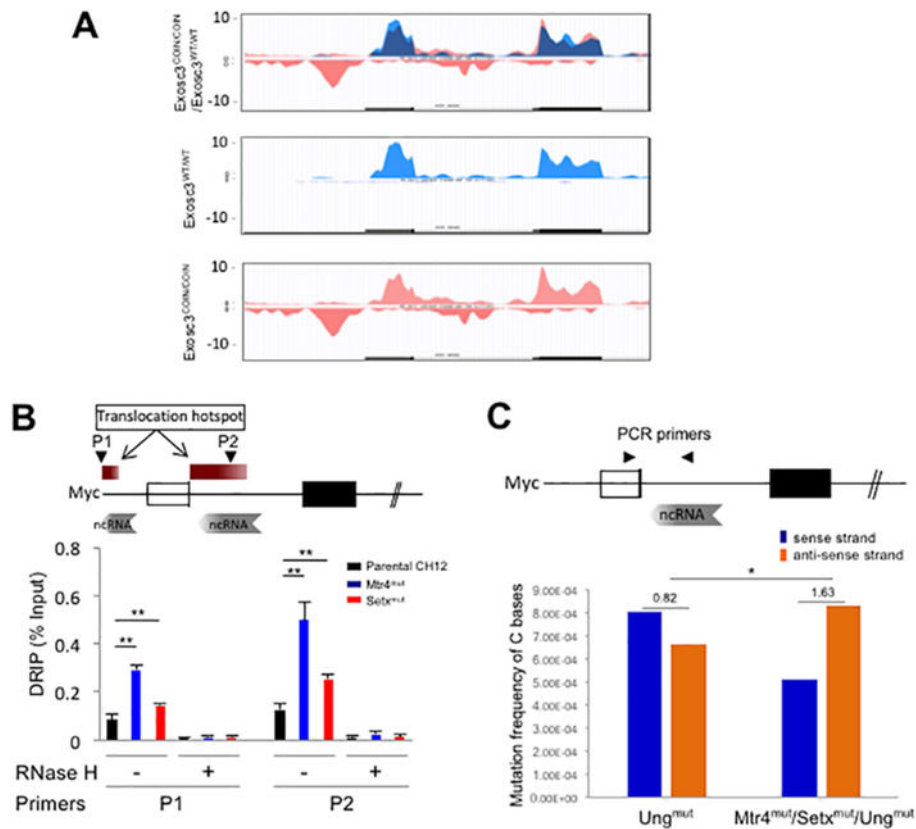 A
Exosc3COIN/COIN
/Exosc3WT/WT
10
-10
Exosc3WT/WT
10
-10
Exosc3COIN/COIN
10
-10
B
Translocation hotspot
P1
P2
Myc
ncRNA
ncRNA
DRIP (% Input)
0.8
0.6
0.4
0.2
0
**
**
**
**
Parental CH12
Mtr4mut
Setxmut
RNase H
-
+
-
+
Primers
P1
P2
C
PCR primers
Myc
ncRNA
sense strand
anti-sense strand
Mutation frequency of C bases
9.00E-04
8.00E-04
7.00E-04
6.00E-04
5.00E-04
4.00E-04
3.00E-04
2.00E-04
1.00E-04
0.00E+00
*
0.82
1.63
Ungmut
Mtr4mut/Setxmut/Ungmut